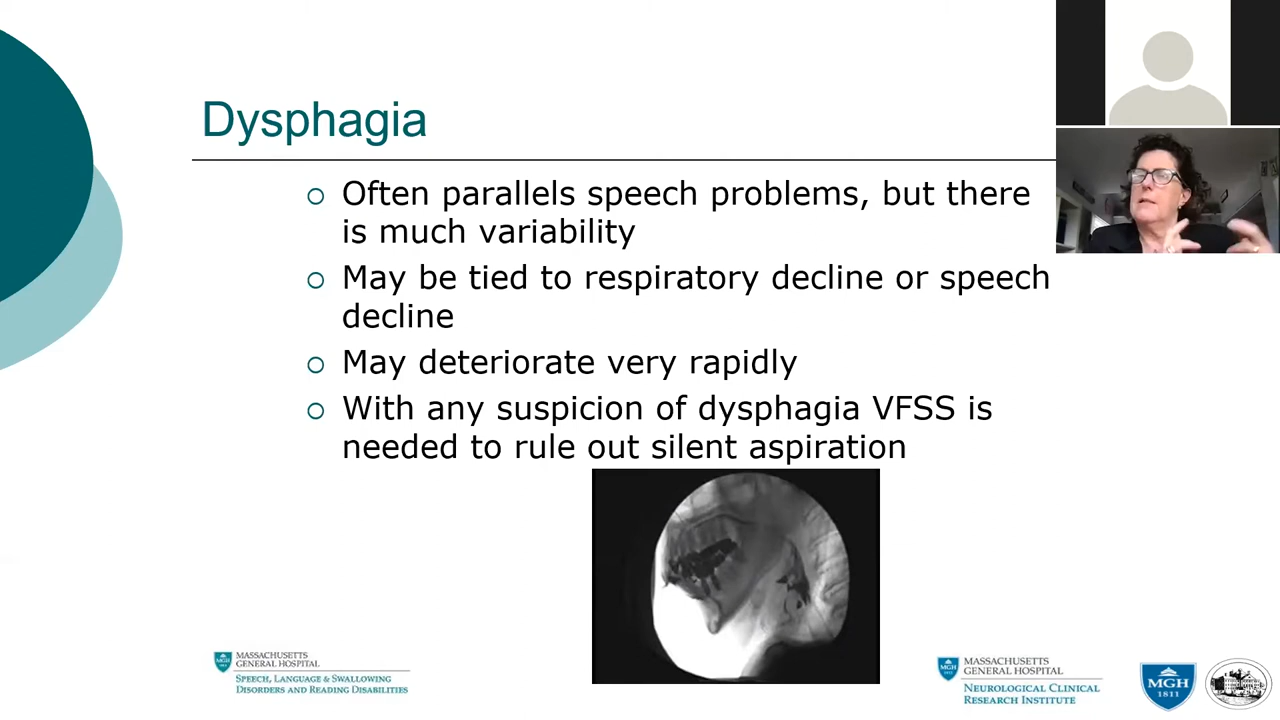 Dysphagia
Often parallels speech problems, but there
is much variability
May be tied to respiratory decline or speech
decline
May deteriorate very rapidly
With any suspicion of dysphagia VFSS is
needed to rule out silent aspiration
MASSACHUSETTS
GENERAL HOSPITAL
SPEECH, LANGUAGE & SWALLOWING
DISORDERS AND READING DISABILITIES
MGH
MASSACHUSETTS
GENERAL HOSPITAL
NEUROLOGICAL CLINICAL
RESEARCH INSTITUTE
MGH
1811